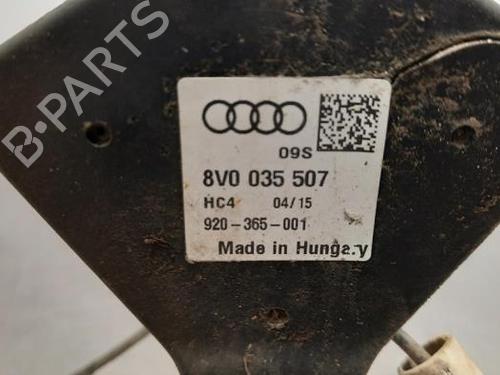 09S
8V0 035 507
HC4 04/15
920-365-001
Made in Hungary
B-PARTS